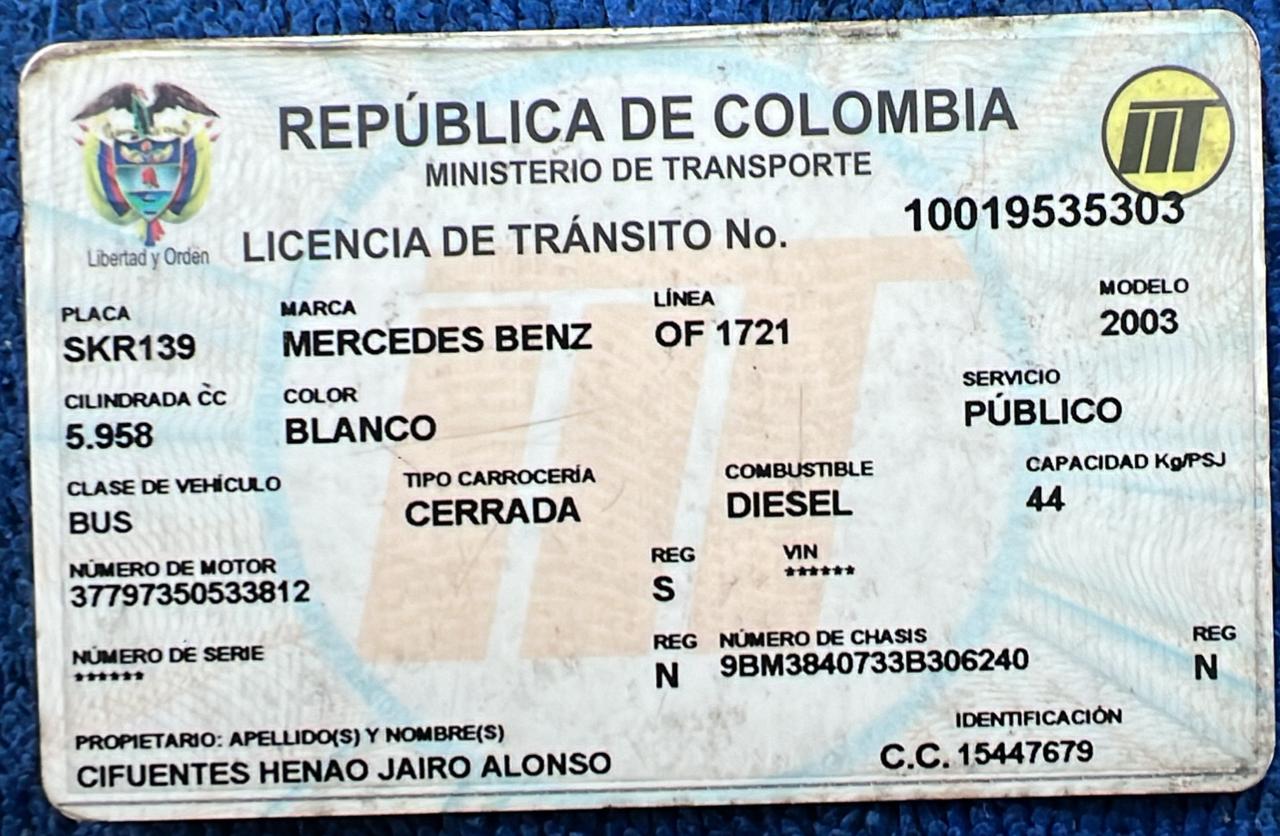 REPÚBLICA DE COLOMBIA
MINISTERIO DE TRANSPORTE
Libertad y Orden
LICENCIA DE TRÁNSITO No. 10019535303
PLACA MARCA LÍNEA MODELO
SKR139 MERCEDES BENZ OF 1721 2003
CILINDRADA CC COLOR SERVICIO
5.958 BLANCO PÚBLICO
CLASE DE VEHÍCULO TIPO CARROCERÍA COMBUSTIBLE CAPACIDAD Kg/PSJ
BUS CERRADA DIESEL 44
NÚMERO DE MOTOR REG VIN
37797350533812 S ******
NÚMERO DE SERIE REG NÚMERO DE CHASIS REG
****** N 9BM3840733B306240 N
PROPIETARIO: APELLIDO(S) Y NOMBRE(S) IDENTIFICACIÓN
CIFUENTES HENAO JAIRO ALONSO C.C. 15447679